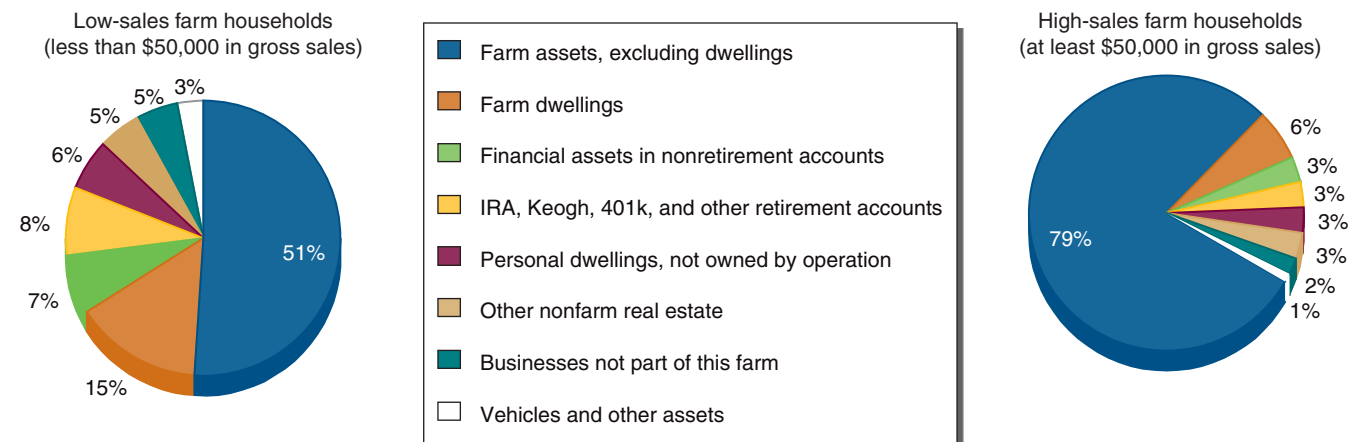 Low-sales farm households
(less than $50,000 in gross sales)
3%
5%
5%
6%
8%
7%
15%
51%
Farm assets, excluding dwellings
Farm dwellings
Financial assets in nonretirement accounts
IRA, Keogh, 401k, and other retirement accounts
Personal dwellings, not owned by operation
Other nonfarm real estate
Businesses not part of this farm
Vehicles and other assets
High-sales farm households
(at least $50,000 in gross sales)
6%
3%
3%
3%
3%
2%
1%
79%